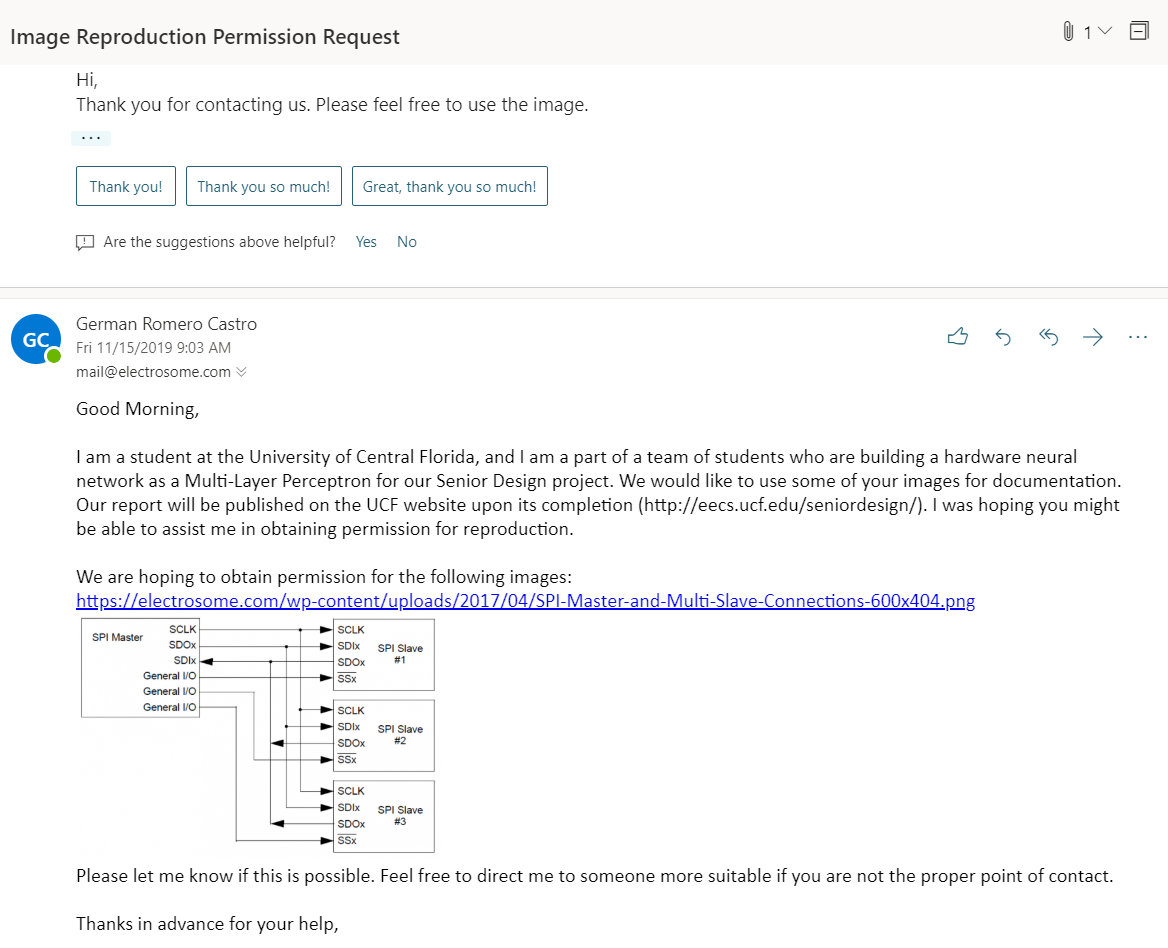 Image Reproduction Permission Request
1
Hi,
Thank you for contacting us. Please feel free to use the image.
...
Thank you!
Thank you so much!
Great, thank you so much!
Are the suggestions above helpful? Yes No
GC
German Romero Castro
Fri 11/15/2019 9:03 AM
mail@electrosome.com
Good Morning,
I am a student at the University of Central Florida, and I am a part of a team of students who are building a hardware neural
network as a Multi-Layer Perceptron for our Senior Design project. We would like to use some of your images for documentation.
Our report will be published on the UCF website upon its completion (http://eecs.ucf.edu/seniordesign/). I was hoping you might
be able to assist me in obtaining permission for reproduction.
We are hoping to obtain permission for the following images:
https://electrosome.com/wp-content/uploads/2017/04/SPI-Master-and-Multi-Slave-Connections-600x404.png
SPI Master
SCLK
SDOx
SDIx
General I/O
General I/O
General I/O
SCLK
SDIx
SDOx
SSx
SPI Slave
#1
SCLK
SDIx
SDOx
SSx
SPI Slave
#2
SCLK
SDIx
SDOx
SSx
SPI Slave
#3
Please let me know if this is possible. Feel free to direct me to someone more suitable if you are not the proper point of contact.
Thanks in advance for your help,